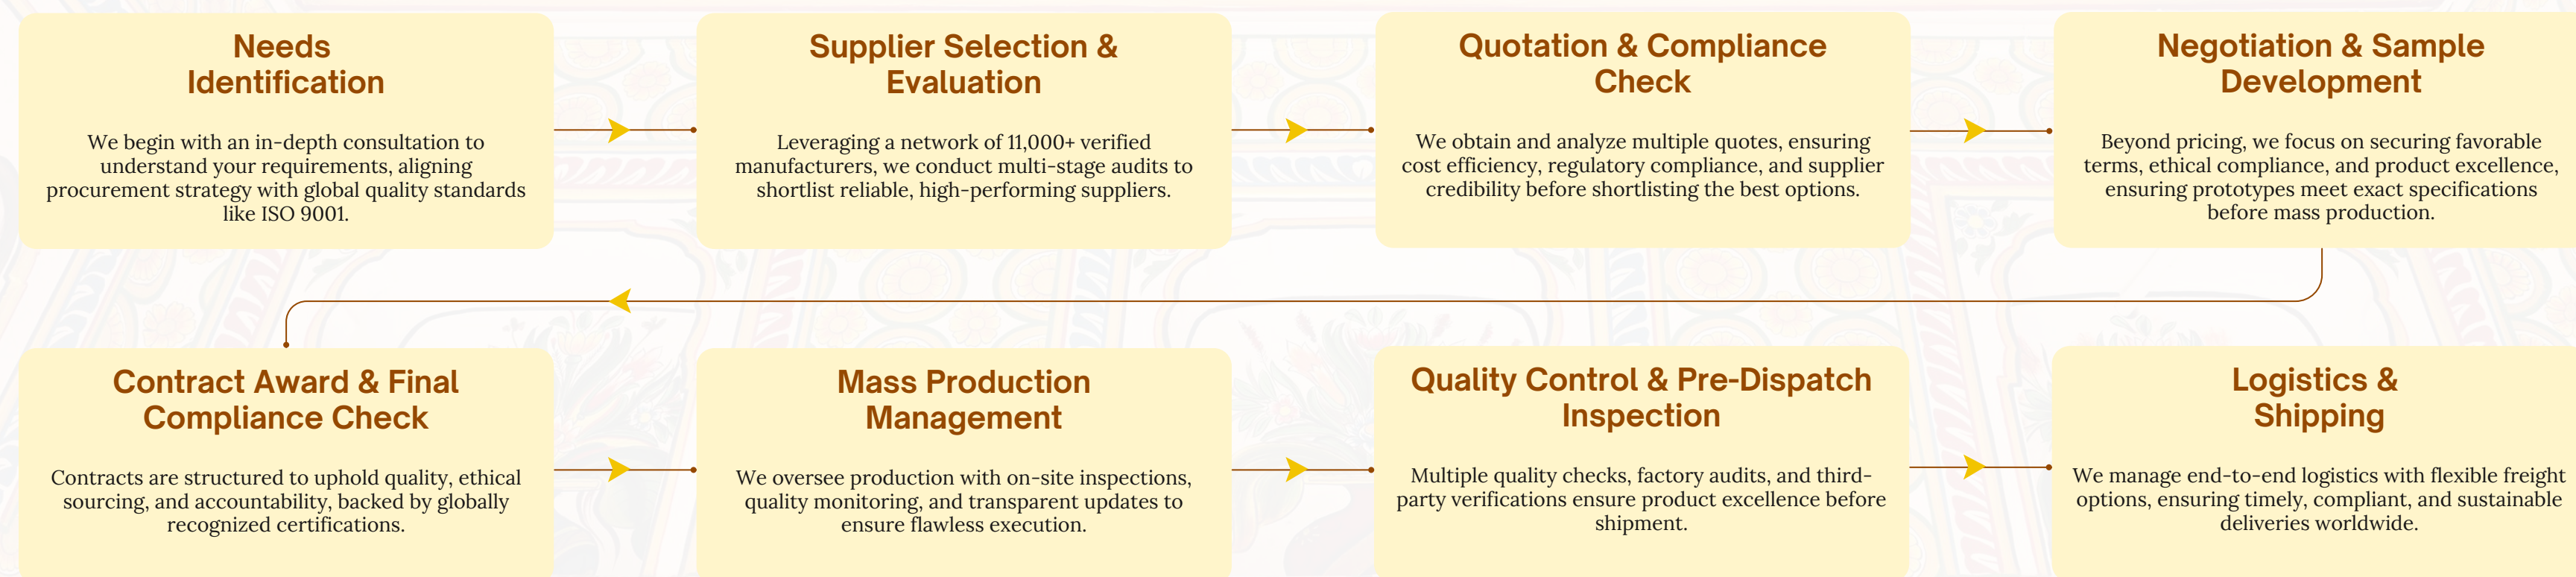 Needs
Identification
We begin with an in-depth consultation to
understand your requirements, aligning
procurement strategy with global quality standards
like ISO 9001.
Supplier Selection &
Evaluation
Leveraging a network of 11,000+ verified
manufacturers, we conduct multi-stage audits to
shortlist reliable, high-performing suppliers.
Quotation & Compliance
Check
We obtain and analyze multiple quotes, ensuring
cost efficiency, regulatory compliance, and supplier
credibility before shortlisting the best options.
Negotiation & Sample
Development
Beyond pricing, we focus on securing favorable
terms, ethical compliance, and product excellence,
ensuring prototypes meet exact specifications
before mass production.
Contract Award & Final
Compliance Check
Contracts are structured to uphold quality, ethical
sourcing, and accountability, backed by globally
recognized certifications.
Mass Production
Management
We oversee production with on-site inspections,
quality monitoring, and transparent updates to
ensure flawless execution.
Quality Control & Pre-Dispatch
Inspection
Multiple quality checks, factory audits, and third-
party verifications ensure product excellence before
shipment.
Logistics &
Shipping
We manage end-to-end logistics with flexible freight
options, ensuring timely, compliant, and sustainable
deliveries worldwide.